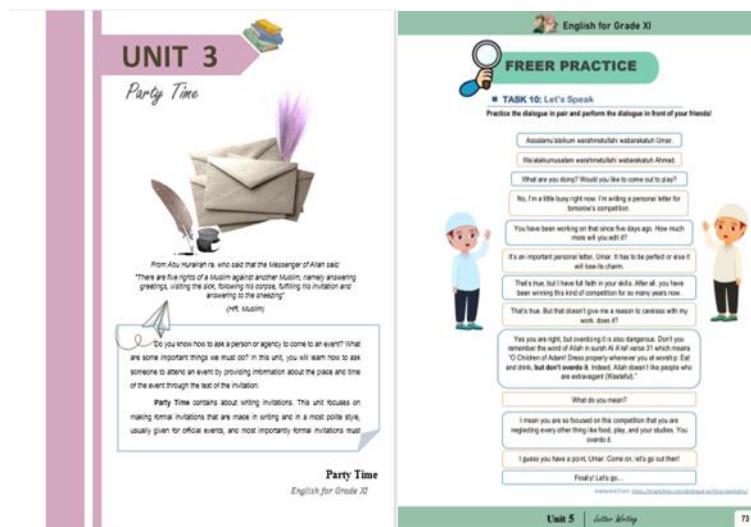 UNIT 3
Party Time
From Abu Hurairah ra. who said that the Messenger of Allah said:
"There are five rights of a Muslim against another Muslim, namely answering
greetings, visiting the sick, following his corpse, fulfilling his invitation and
answering to the sneezing"
(HR. Muslim)
Do you know how to ask a person or agency to come to an event? What
are some important things we must do? In this unit, you will learn how to ask
someone to attend an event by providing information about the place and time
of the event through the text of the invitation.
Party Time contains about writing invitations. This unit focuses on
making formal invitations that are made in writing and in a most polite style,
usually given for official events, and most importantly formal invitations must
Party Time
English for Grade XI
English for Grade XI
FREER PRACTICE
TASK 10: Let's Speak
Practice the dialogue in pair and perform the dialogue in front of your friends!
Assalamu'alaikum warahmatullahi wabarakatuh Umar.
Wa'alaikumusalam warahmatullahi wabarakatuh Ahmad.
What are you doing? Would you like to come out to play?
No, I'm a little busy right now. I'm writing a personal letter for
tomorrow's competition.
You have been working on that since five days ago. How much
more will you edit it?
It's an important personal letter, Umar. It has to be perfect or else it
will lose its charm.
That's true, but I have full faith in your skills. After all, you have
been winning this kind of competition for so many years now.
That's true. But that doesn't give me a reason to careless with my
work, does it?
Yes you are right, but overdoing it is also dangerous. Don't you
remember the word of Allah in surah Al A'raf verse 31 which means
"O Children of Adam! Dress properly whenever you at worship. Eat
and drink, but don't overdo it. Indeed, Allah doesn't like people who
are extravagant (Wasteful)."
What do you mean?
I mean you are so focused on this competition that you are
neglecting every other thing like food, play, and your studies. You
overdo it.
I guess you have a point, Umar. Come on, let's go out then!
Finally! Let's go...
Unit 5
Letter Writing
73